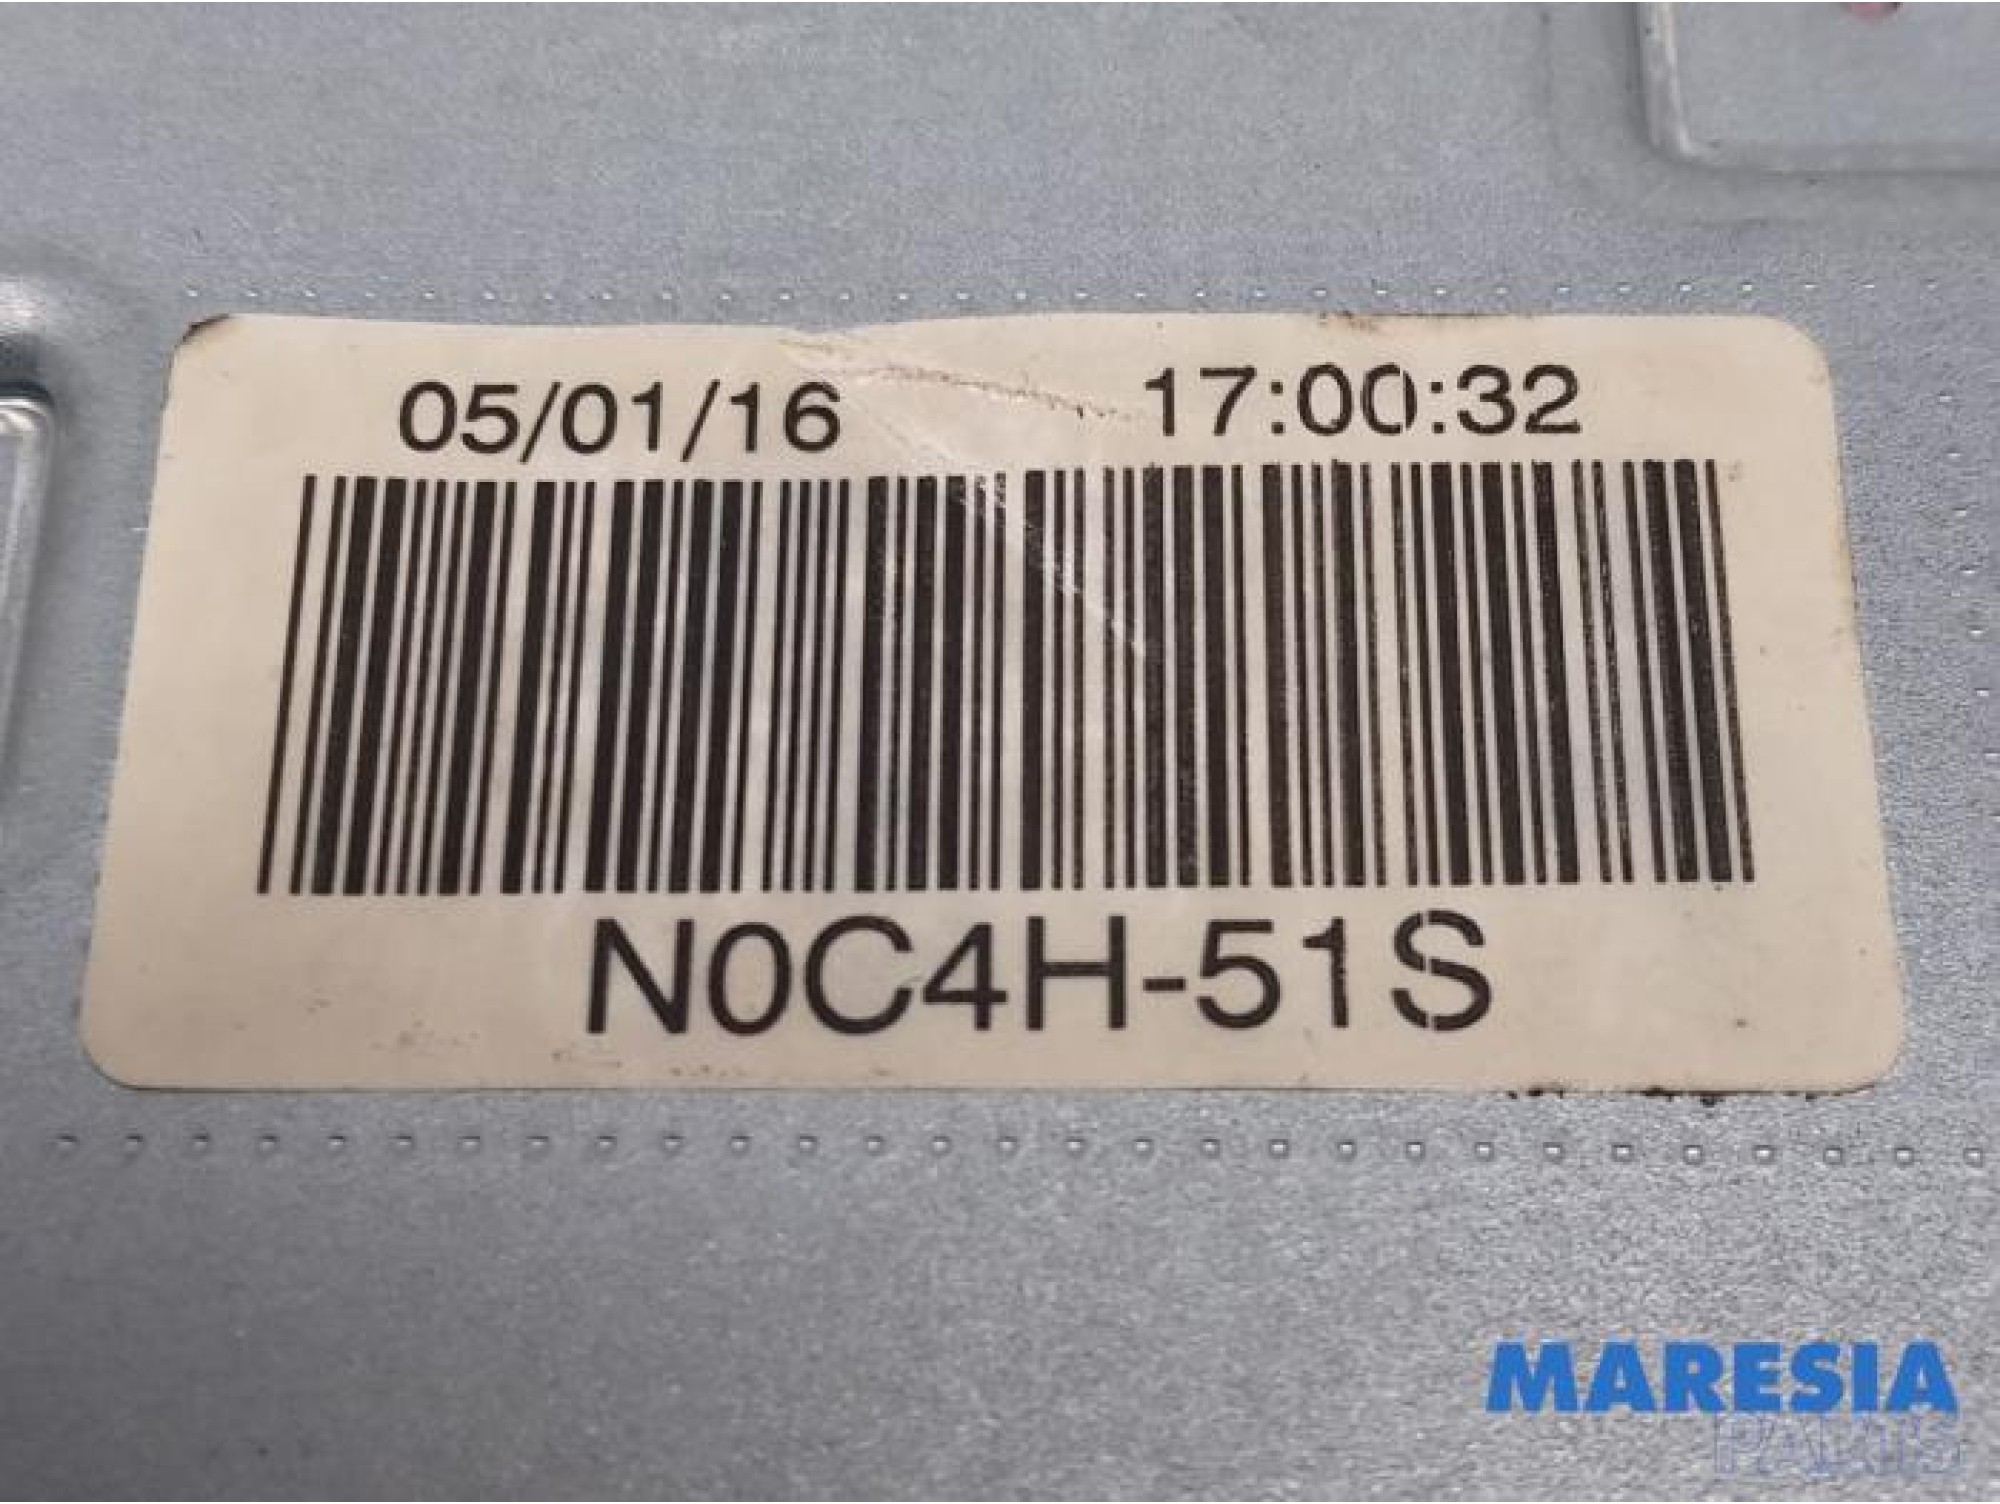 05/01/16 17:00:32
N0C4H-51S
MARESIA
PARTS